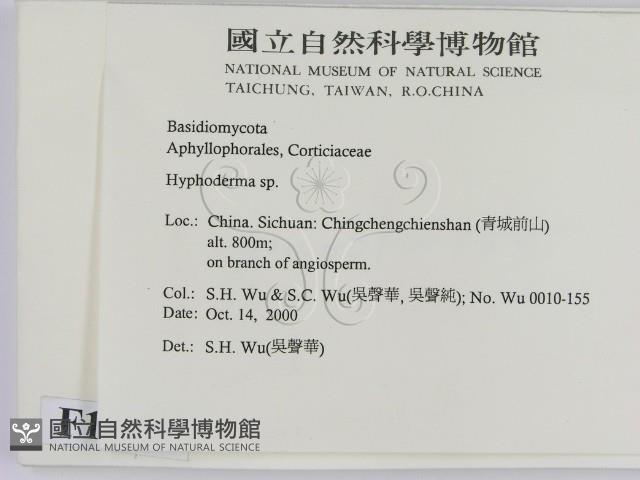 國立自然科學博物館
NATIONAL MUSEUM OF NATURAL SCIENCE
TAICHUNG, TAIWAN, R.O.CHINA
Basidiomycota
Aphyllophorales, Corticiaceae
Hyphoderma sp.
Loc.: China. Sichuan: Chingchengchienshan (青城前山)
alt. 800m;
on branch of angiosperm.
Col.: S.H. Wu & S.C. Wu(吳聲華, 吳聲純); No. Wu 0010-155
Date: Oct. 14, 2000
Det.: S.H. Wu(吳聲華)
國立自然科學博物館
NATIONAL MUSEUM OF NATURAL SCIENCE